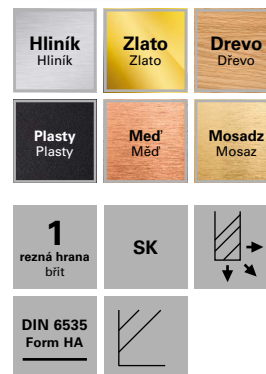 Hliník
Hliník
Zlato
Zlato
Drevo
Dřevo
Plasty
Plasty
Meď
Měď
Mosadz
Mosaz
1
rezná hrana
břit
SK
DIN 6535
Form HA